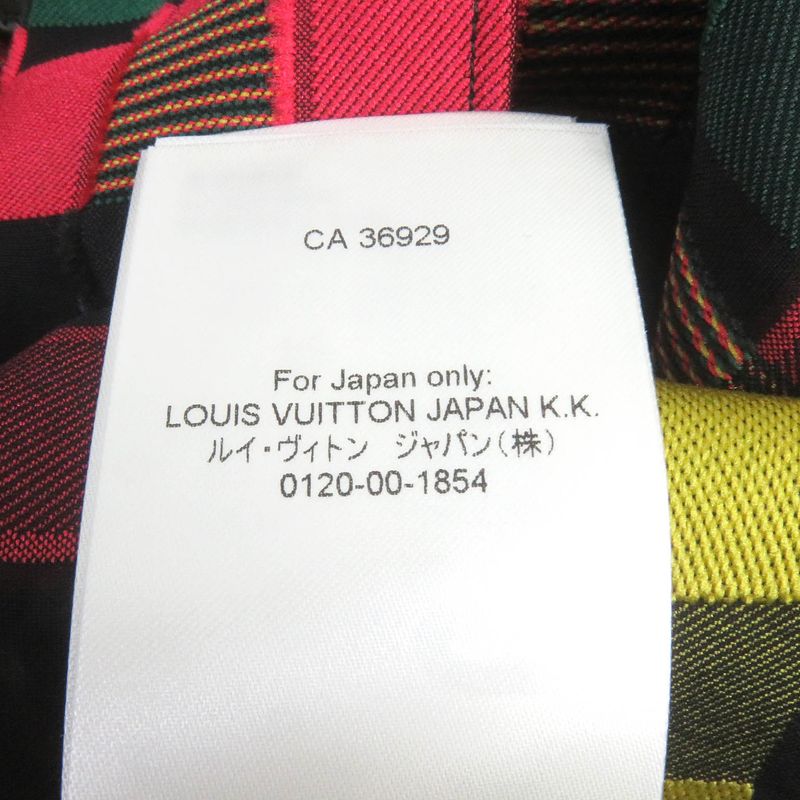 CA 36929
For Japan only:
LOUIS VUITTON JAPAN K.K.
ルイ・ヴィトン ジャパン(株)
0120-00-1854